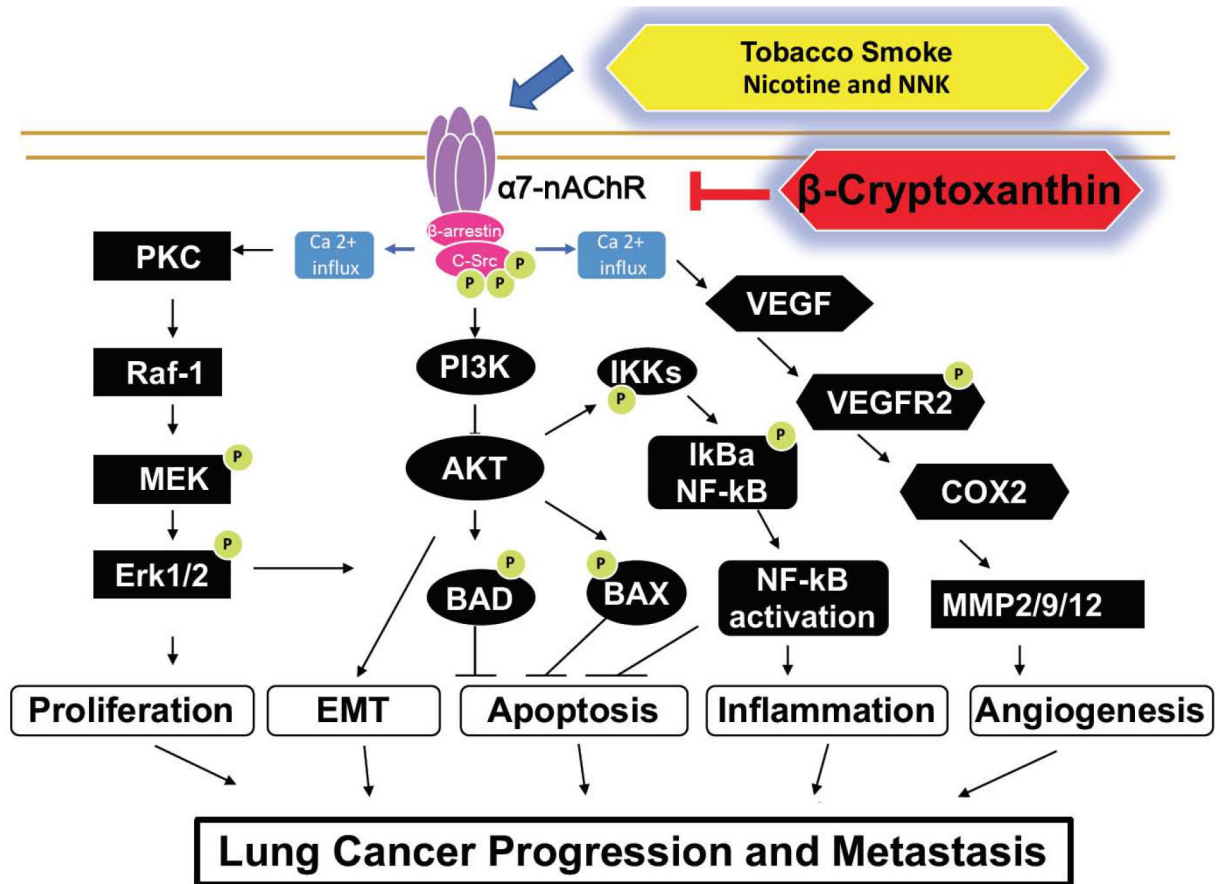 Tobacco Smoke
Nicotine and NNK
β-Cryptoxanthin
α7-nAChR
β-arrestin
C-Src
P
P
P
Ca 2+
influx
Ca 2+
influx
PKC
VEGF
Raf-1
PI3K
IKKs
P
VEGFR2
P
MEK
P
AKT
IkBa
NF-kB
P
COX2
Erk1/2
P
BAD
P
BAX
P
NF-kB
activation
MMP2/9/12
Proliferation
EMT
Apoptosis
Inflammation
Angiogenesis
Lung Cancer Progression and Metastasis